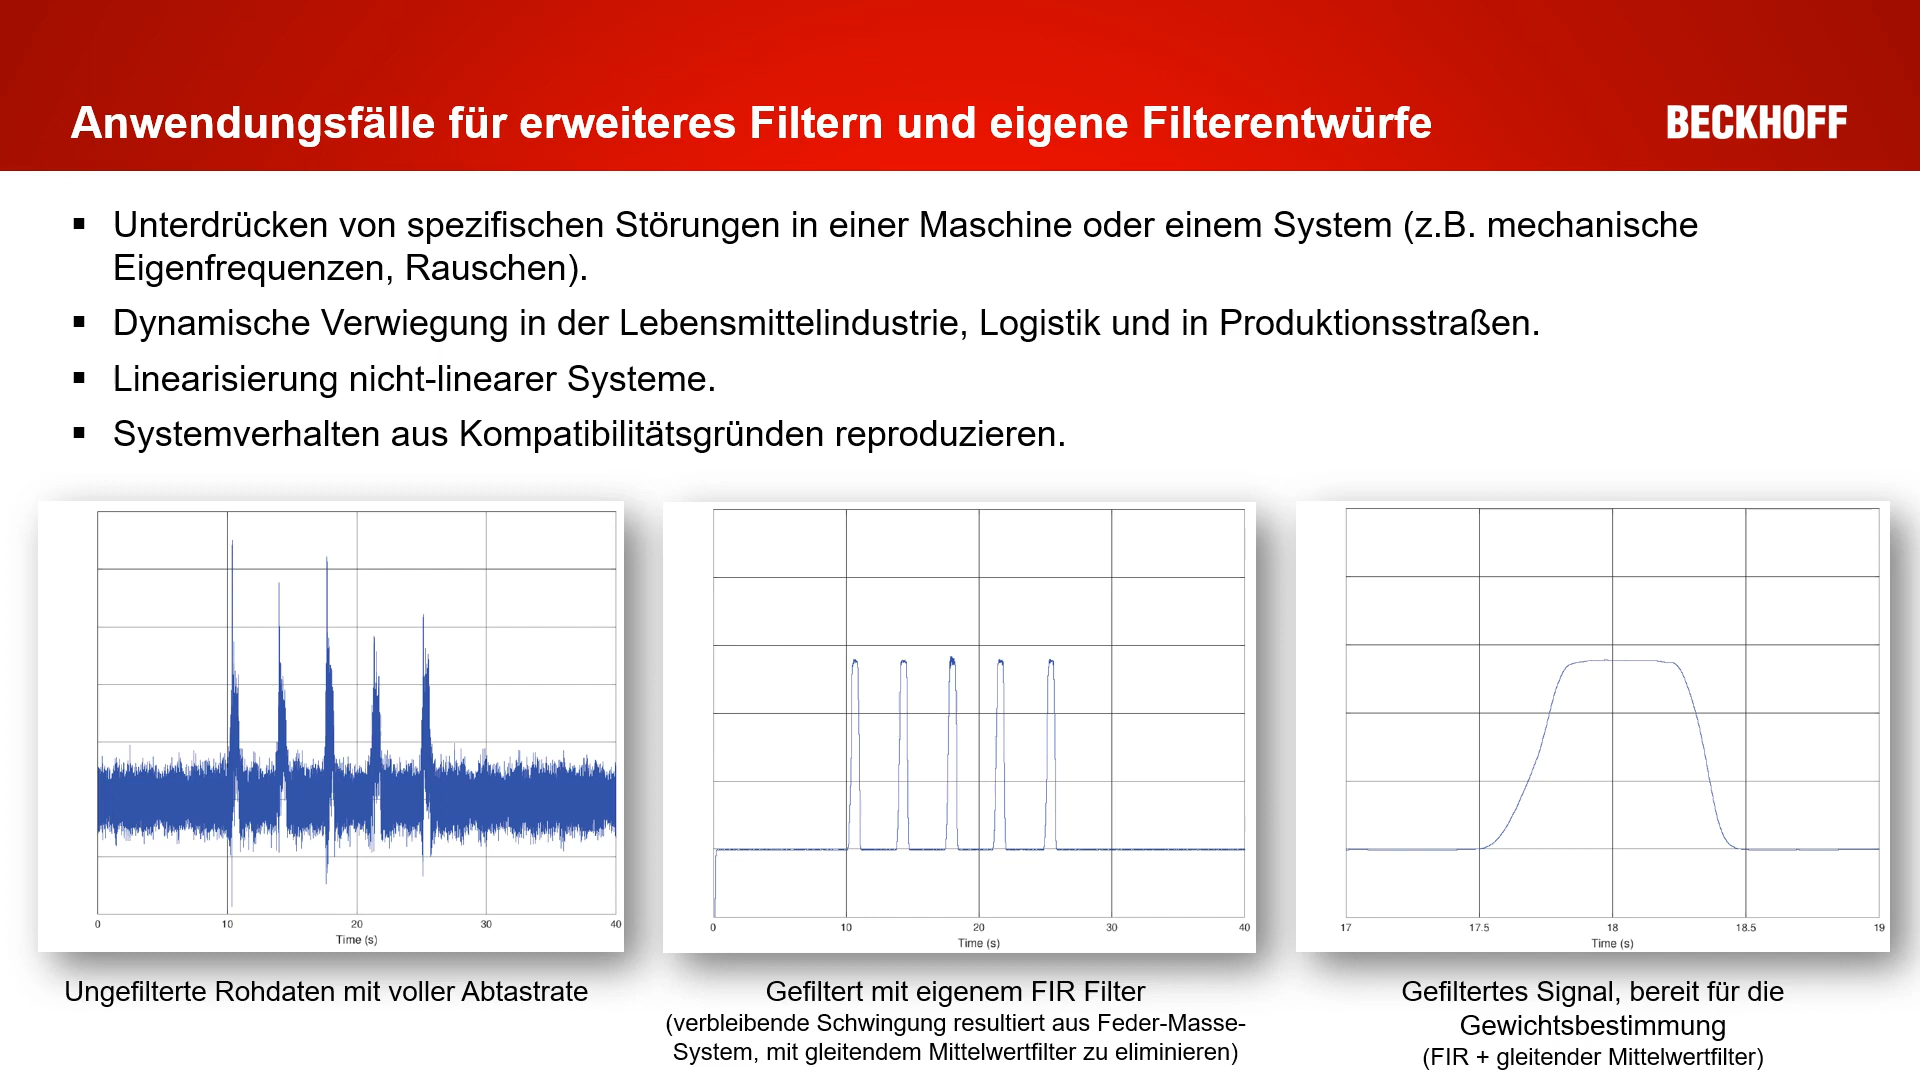 Anwendungsfälle für erweiteres Filtern und eigene Filterentwürfe
BECKHOFF
▪ Unterdrücken von spezifischen Störungen in einer Maschine oder einem System (z.B. mechanische
Eigenfrequenzen, Rauschen).
▪ Dynamische Verwiegung in der Lebensmittelindustrie, Logistik und in Produktionsstraßen.
▪ Linearisierung nicht-linearer Systeme.
▪ Systemverhalten aus Kompatibilitätsgründen reproduzieren.
0 10 20 30 40
Time (s)
Ungefilterte Rohdaten mit voller Abtastrate
0 10 20 30 40
Time (s)
Gefiltert mit eigenem FIR Filter
(verbleibende Schwingung resultiert aus Feder-Masse-
System, mit gleitendem Mittelwertfilter zu eliminieren)
17 17.5 18 18.5 19
Time (s)
Gefiltertes Signal, bereit für die
Gewichtsbestimmung
(FIR + gleitender Mittelwertfilter)